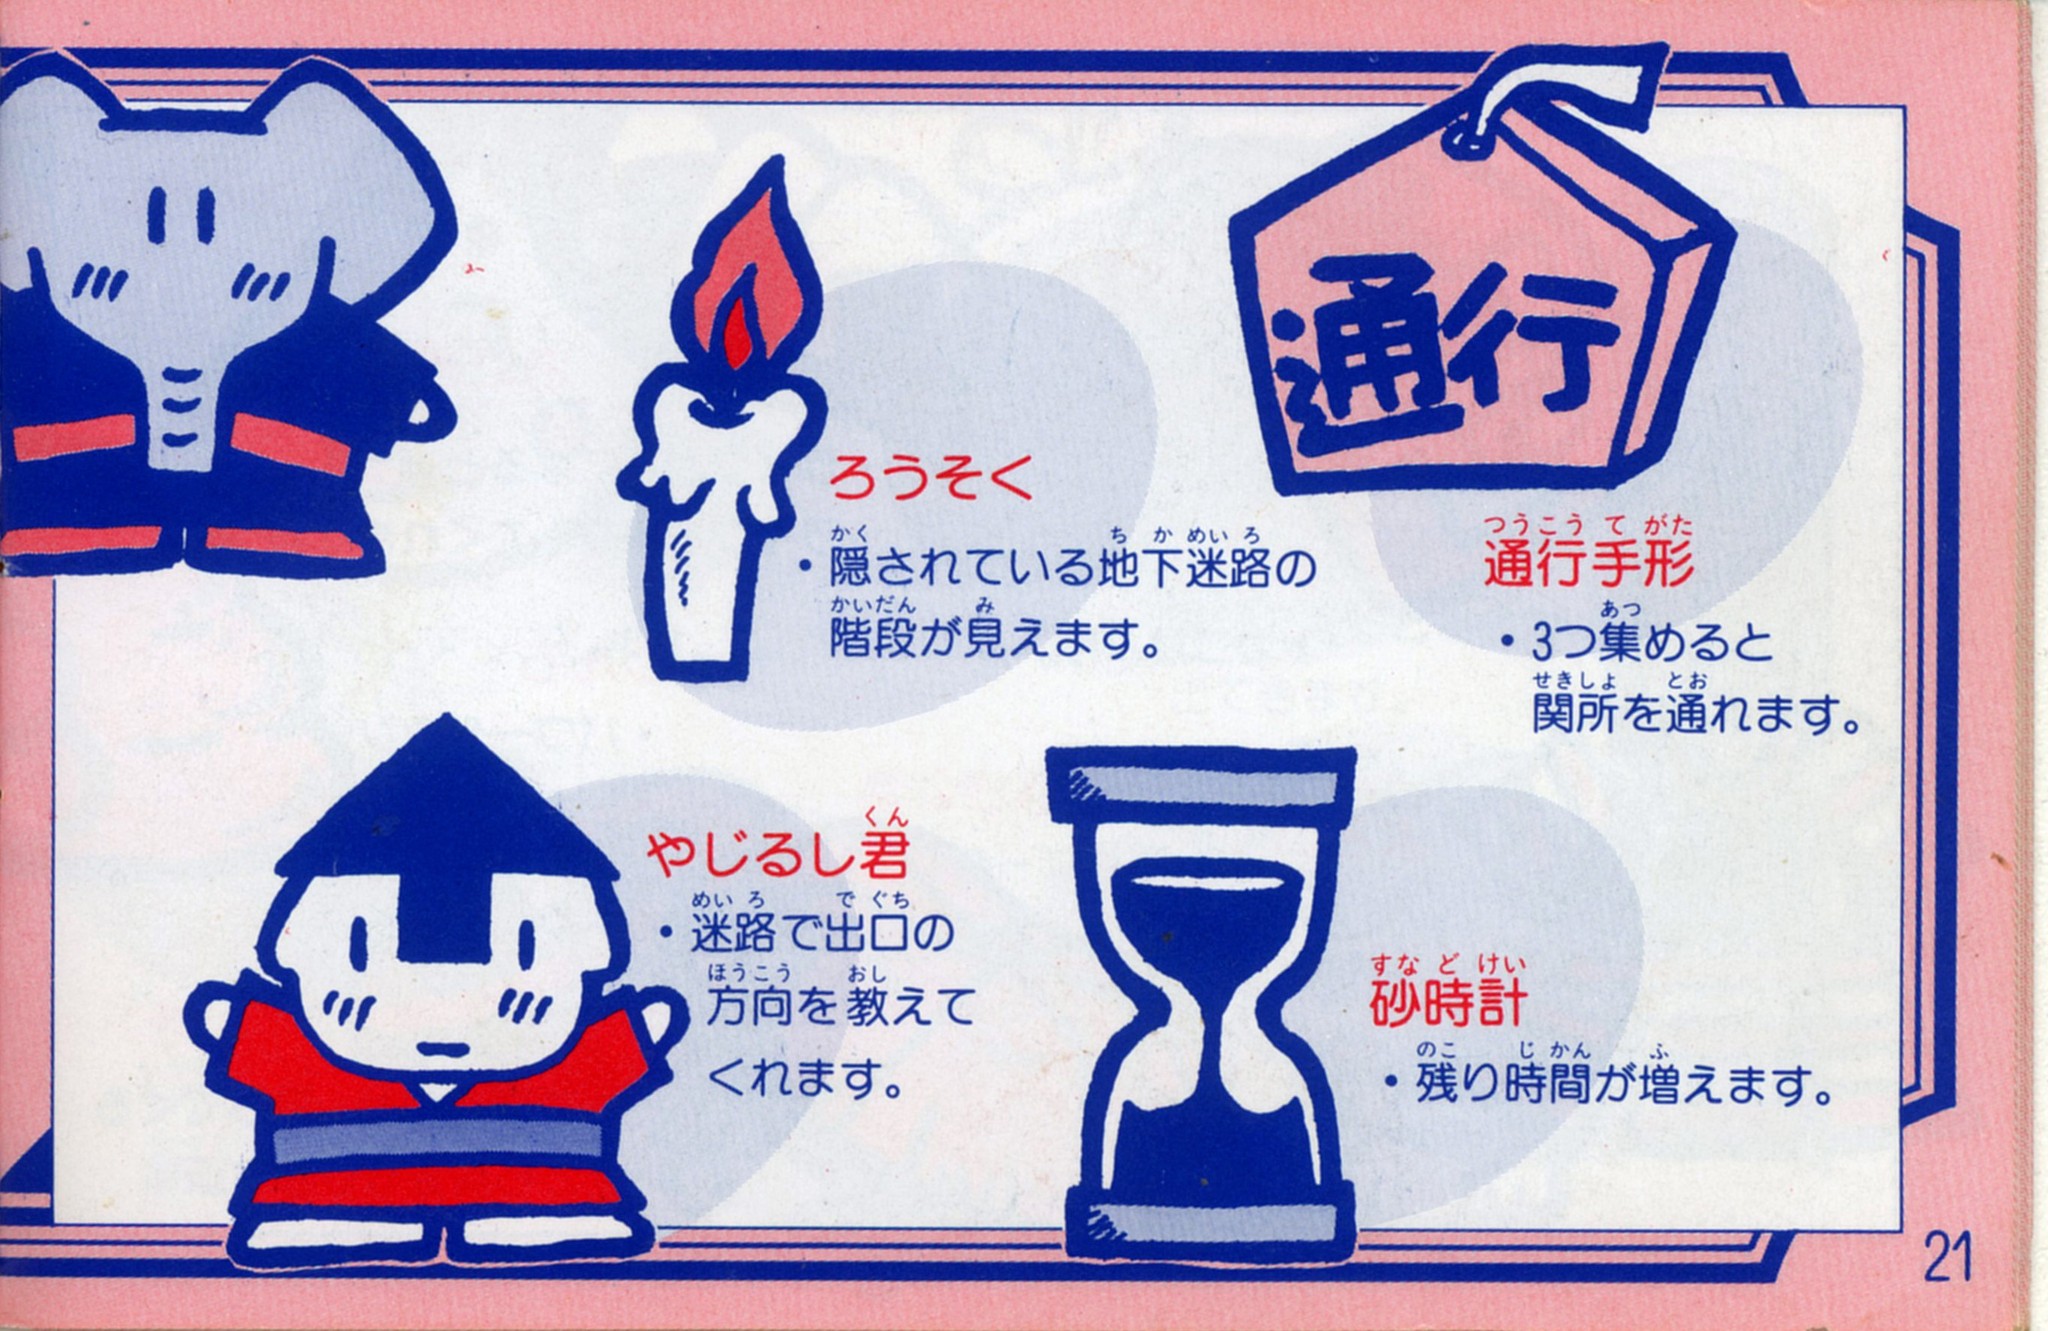 通行
ろうそく
・隠されている地下迷路の
階段が見えます。
通行手形
・3つ集めると
関所を通れます。
やじるし君
・迷路で出口の
方向を教えて
くれます。
砂時計
・残り時間が増えます。
21